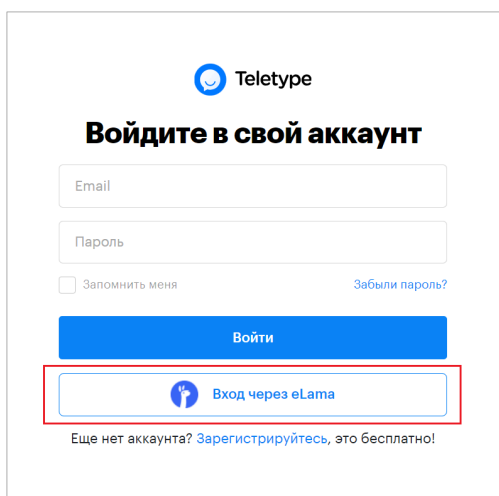 Teletype
Войдите в свой аккаунт
Email
Пароль
Запомнить меня Забыли пароль?
Войти
Вход через eLama
Еще нет аккаунта? Зарегистрируйтесь, это бесплатно!